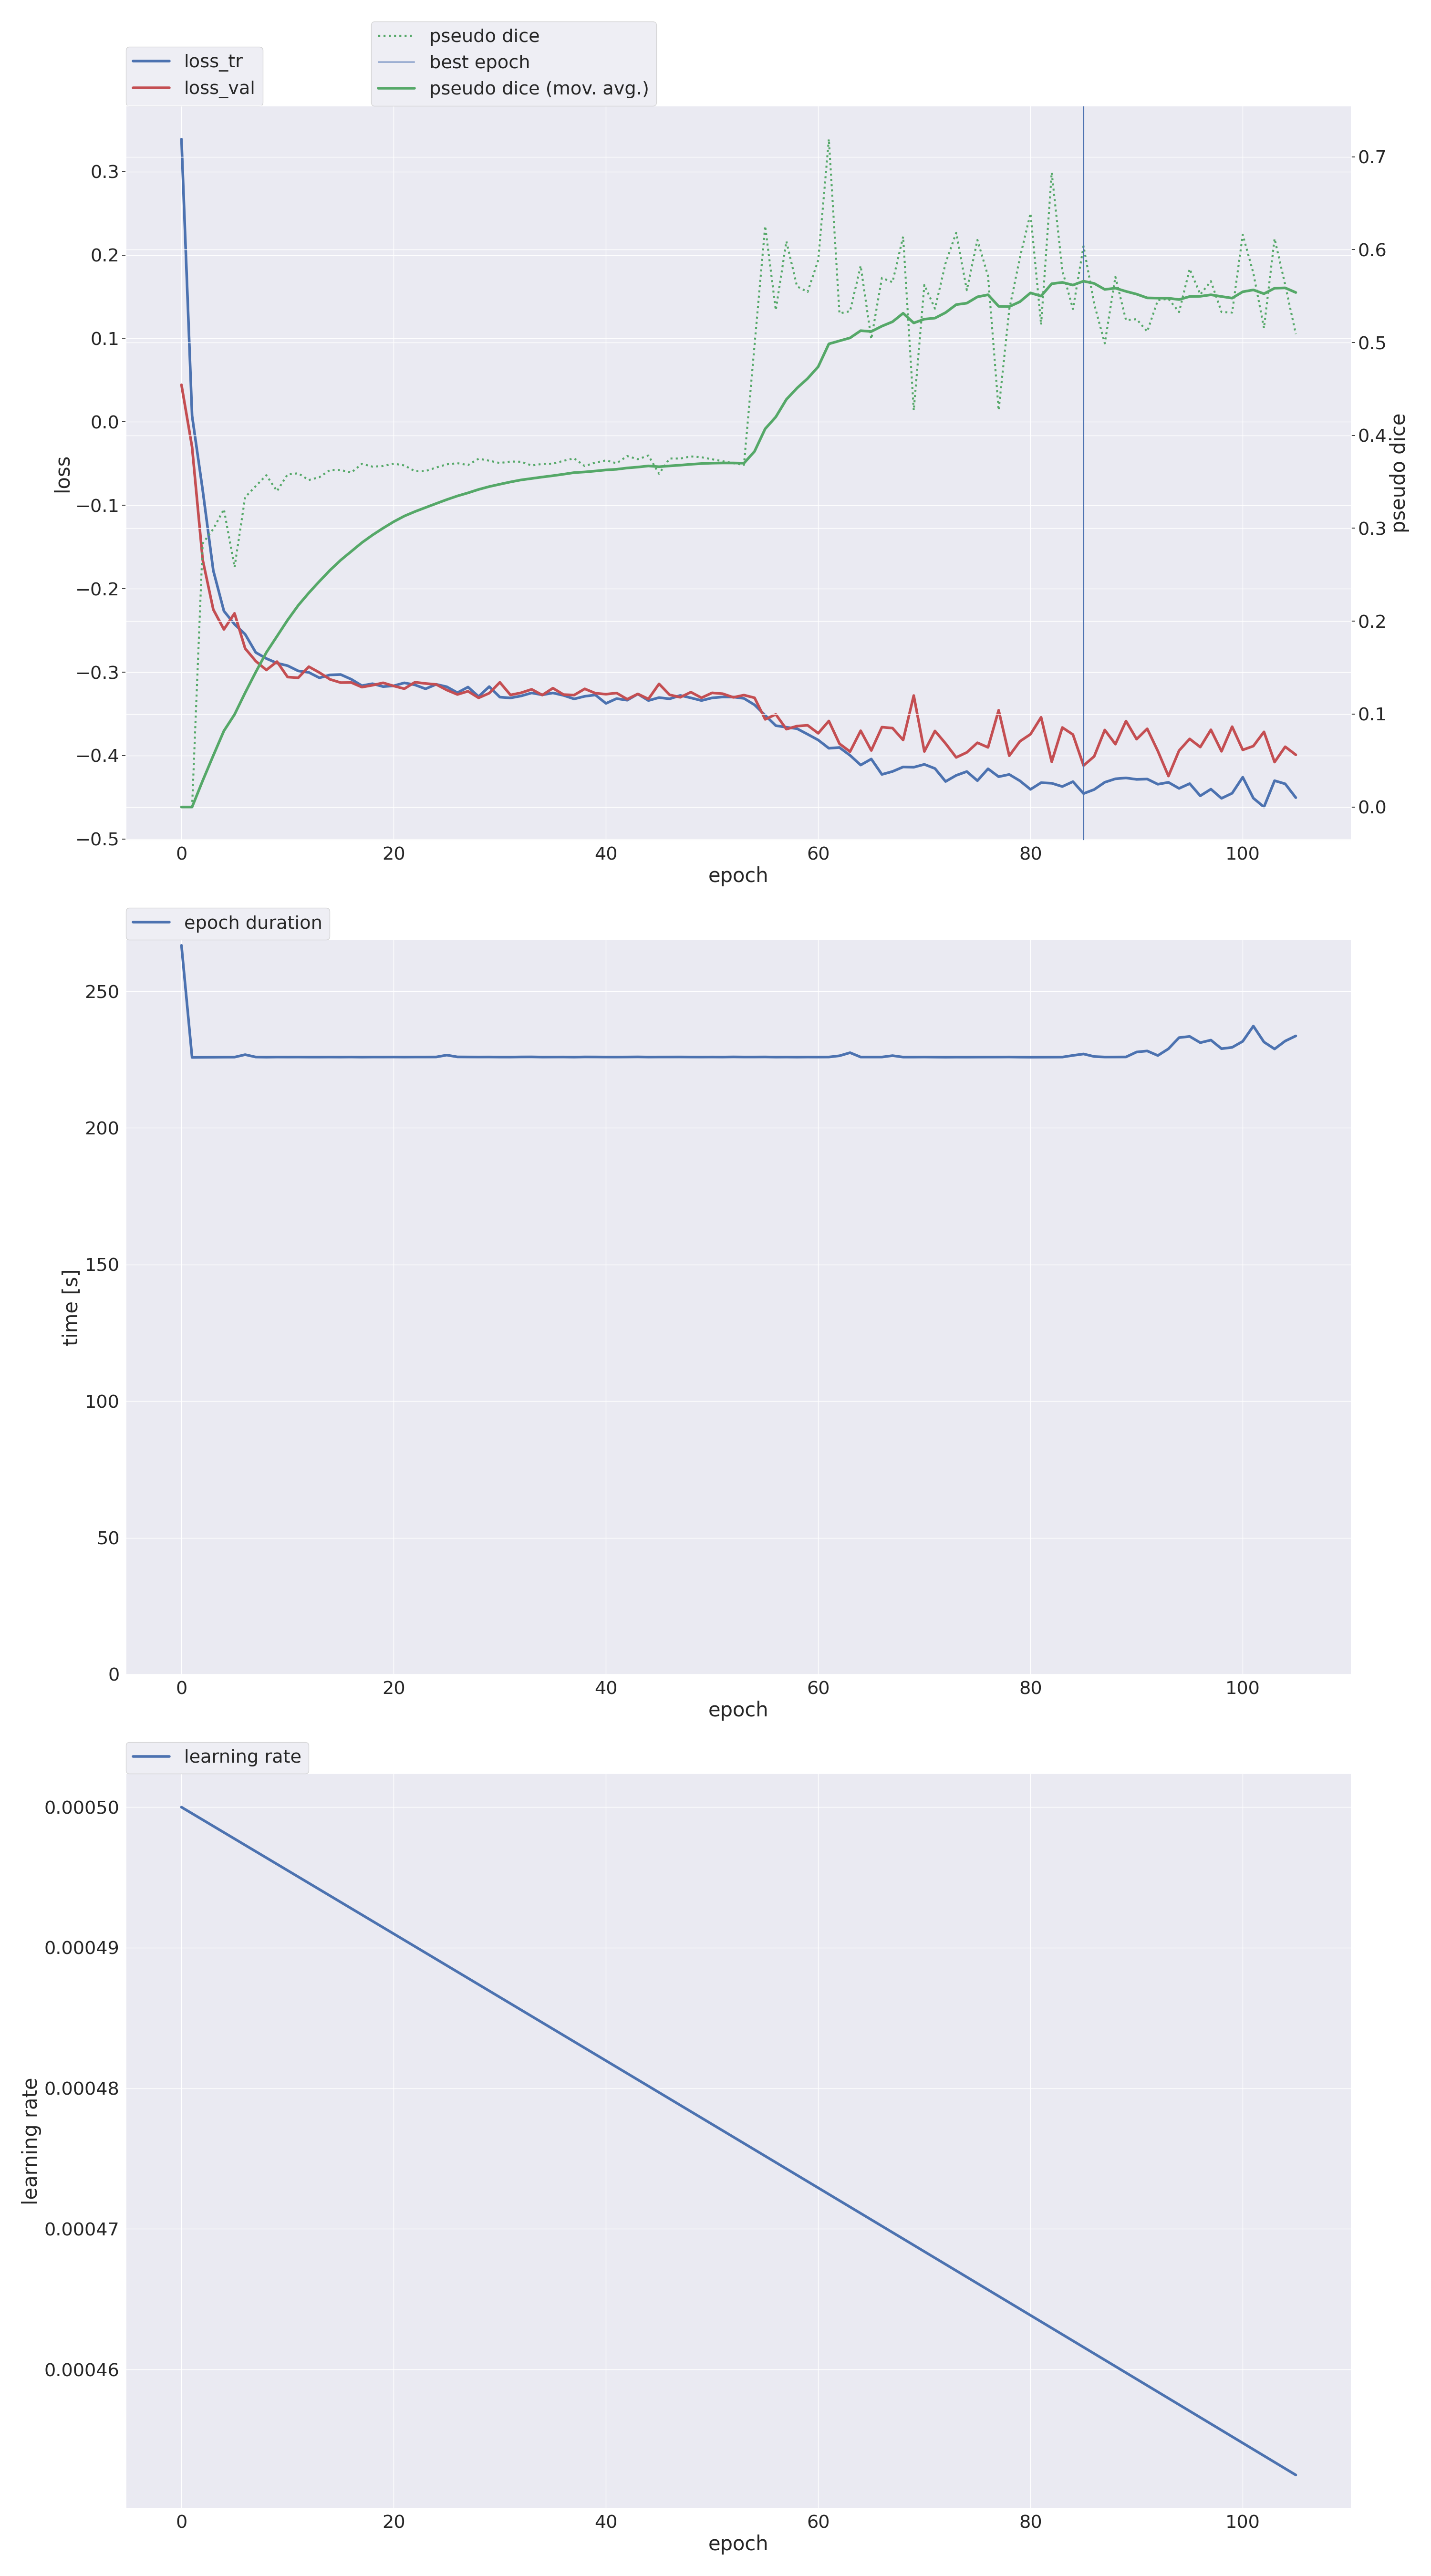 loss_tr
loss_val
pseudo dice
best epoch
pseudo dice (mov. avg.)
0.3
0.2
0.1
0.0
−0.1
−0.2
−0.3
−0.4
−0.5
loss
0.7
0.6
0.5
0.4
0.3
0.2
0.1
0.0
pseudo dice
0 20 40 60 80 100
epoch
epoch duration
250
200
150
100
50
0
time [s]
0 20 40 60 80 100
epoch
learning rate
0.00050
0.00049
0.00048
0.00047
0.00046
learning rate
0 20 40 60 80 100
epoch